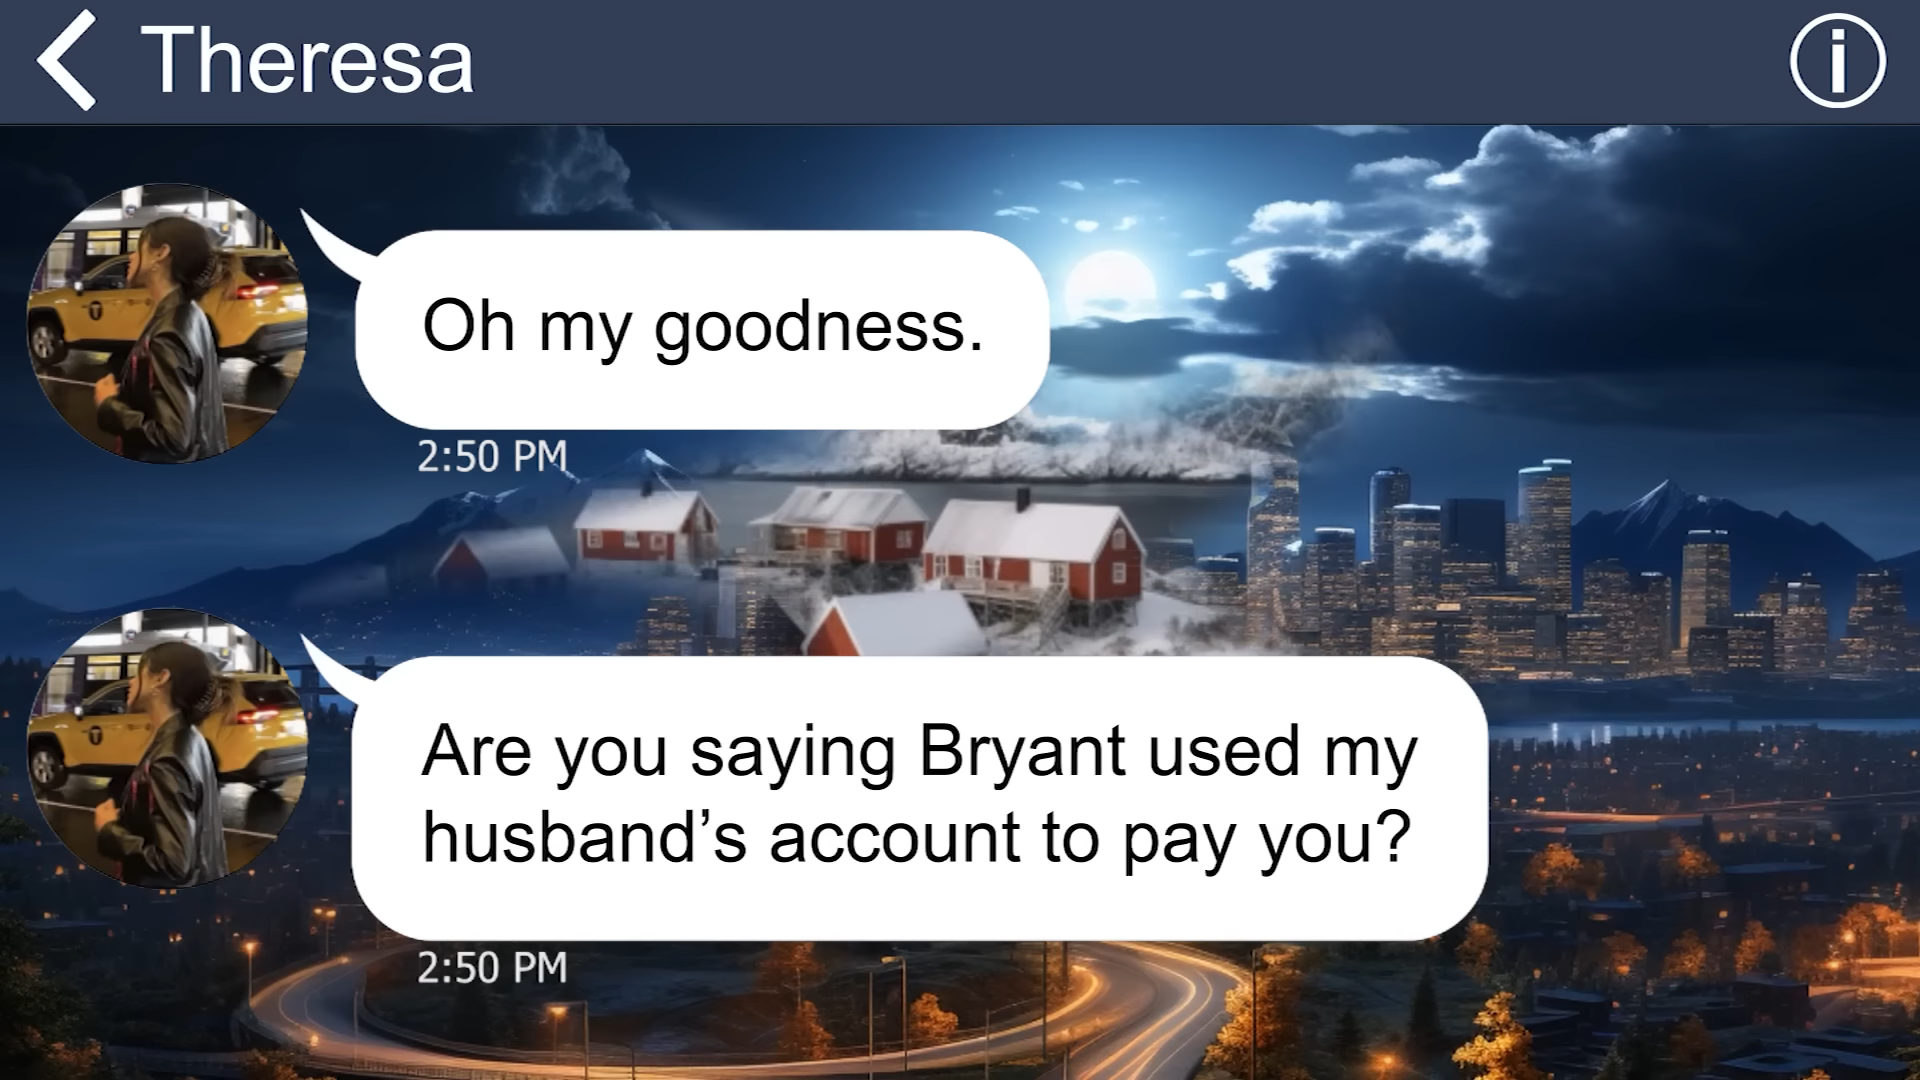 Theresa
Oh my goodness.
2:50 PM
Are you saying Bryant used my
husband’s account to pay you?
2:50 PM